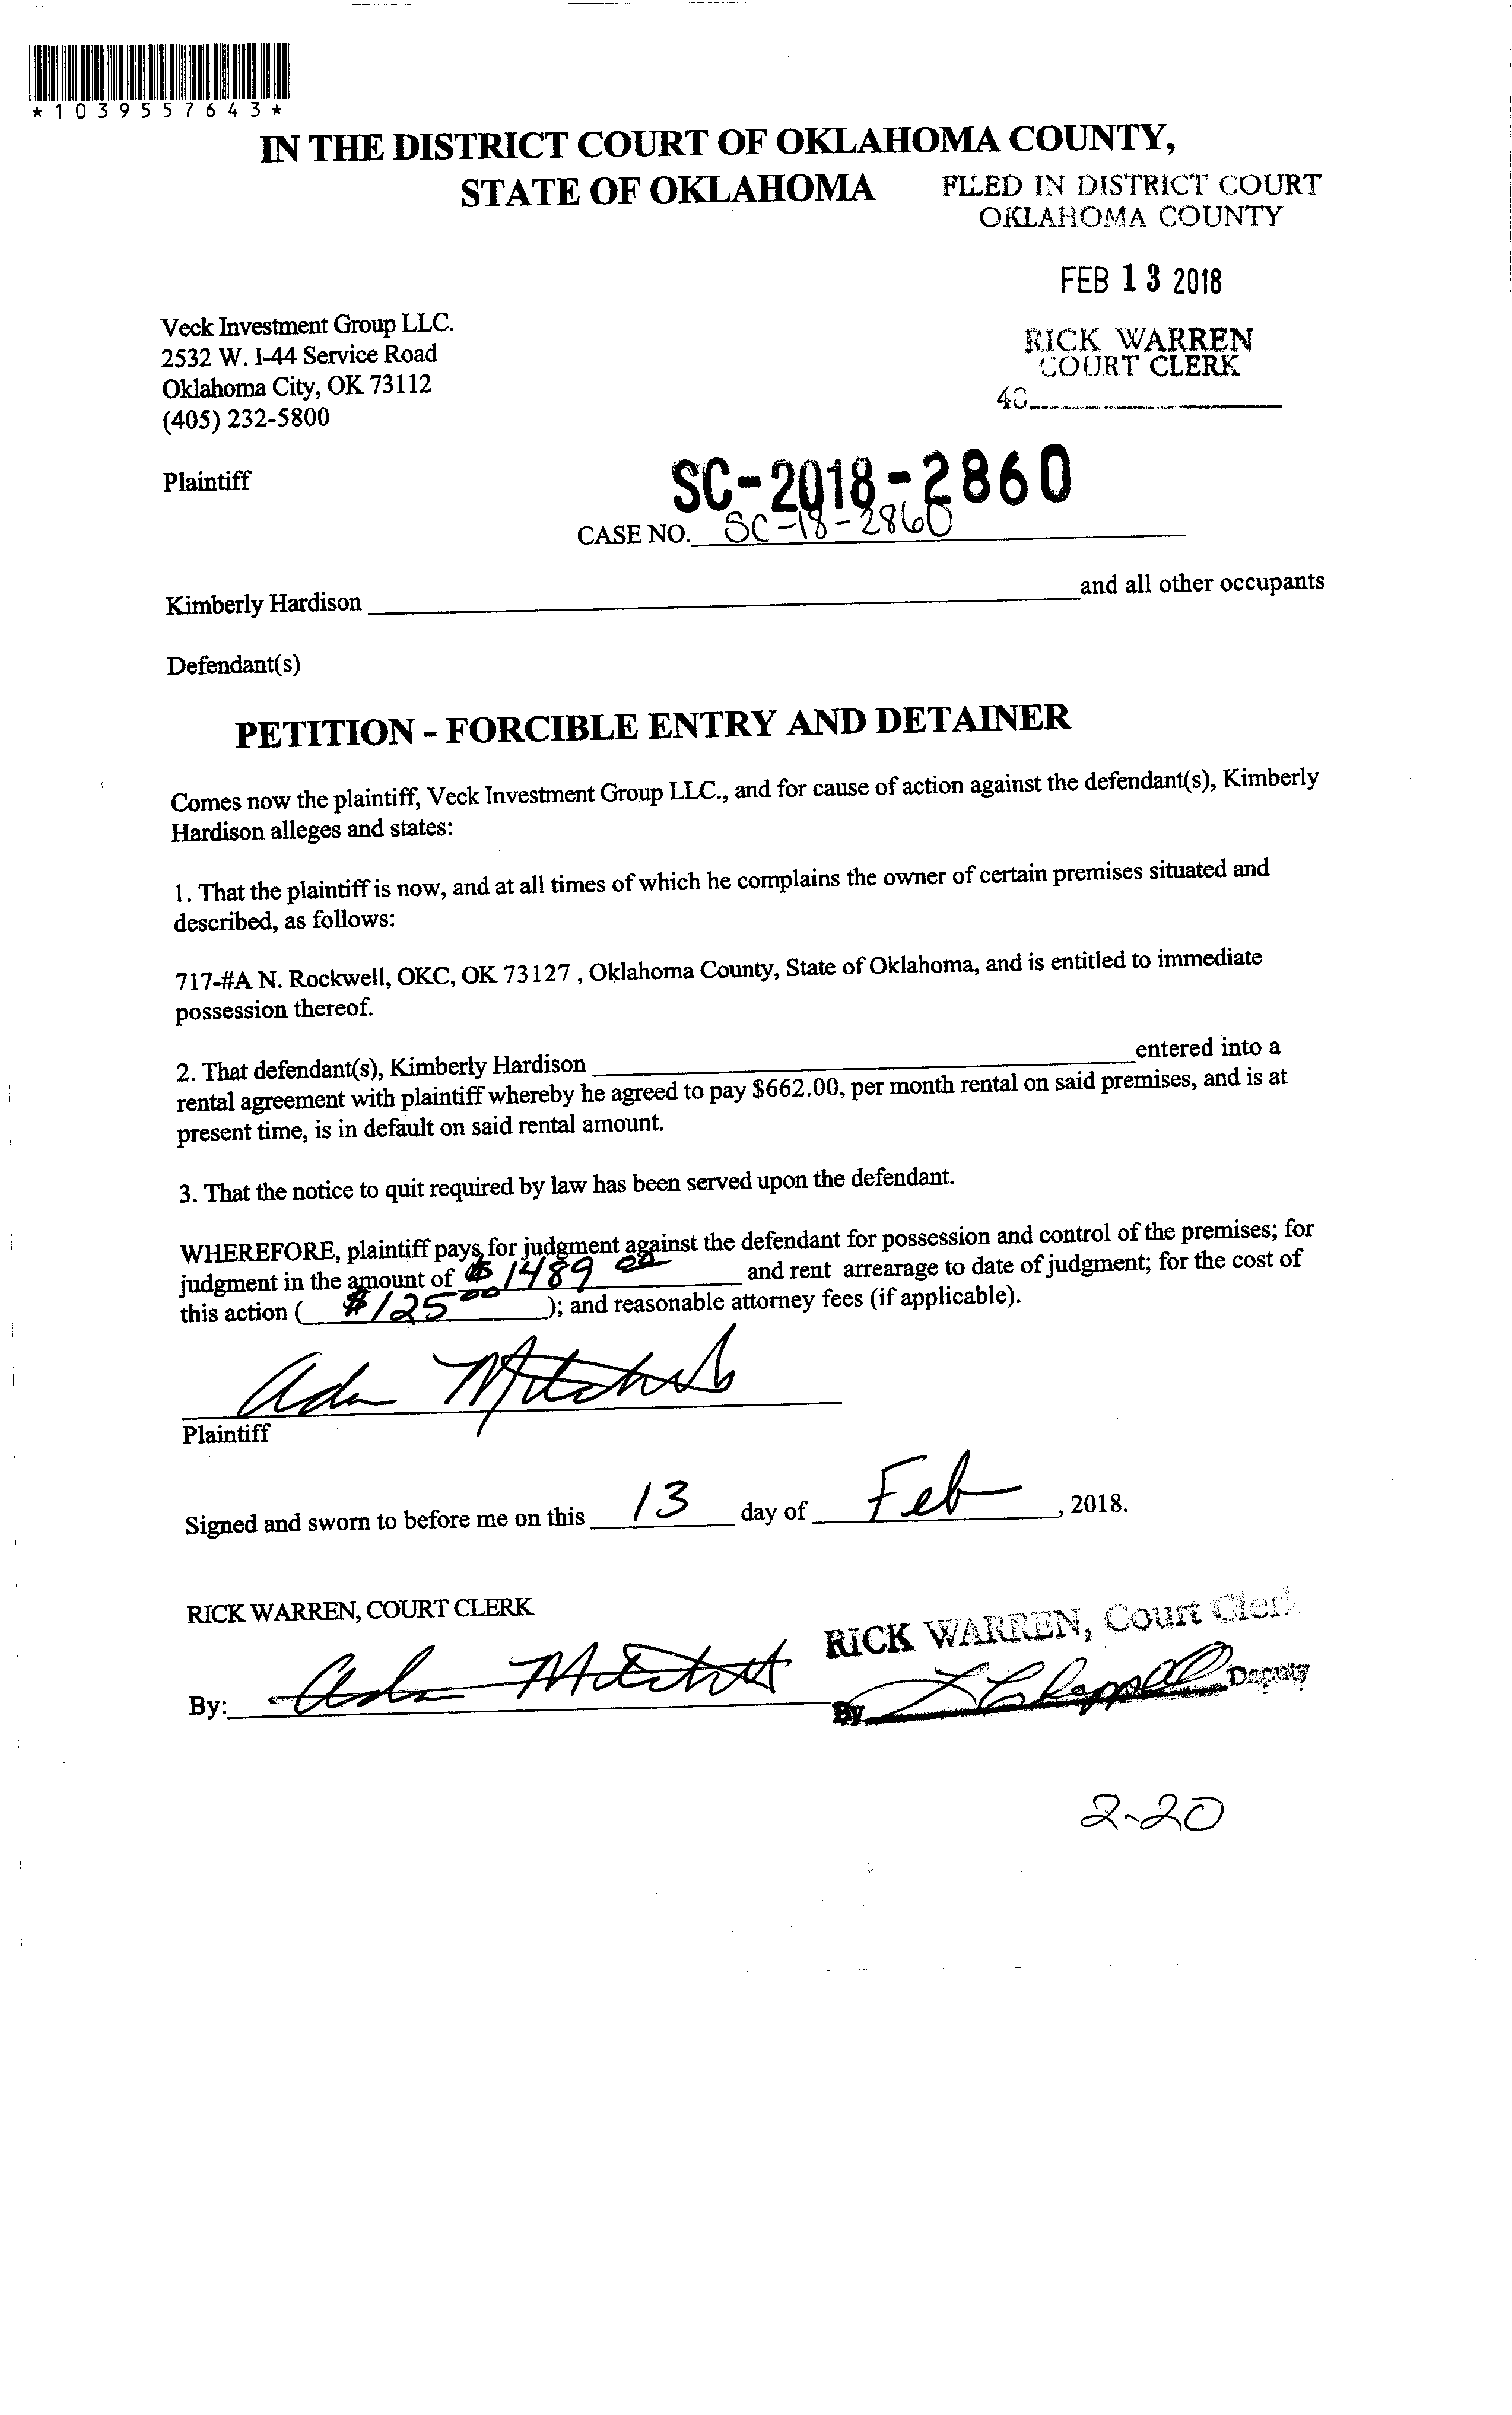 *1039557643*
IN THE DISTRICT COURT OF OKLAHOMA COUNTY,
STATE OF OKLAHOMA
FILED IN DISTRICT COURT
OKLAHOMA COUNTY
FEB 13 2018
RICK WARREN
COURT CLERK
Veck Investment Group LLC.
2532 W. I-44 Service Road
Oklahoma City, OK 73112
(405) 232-5800
Plaintiff
SC-2018-2860
CASE NO. SC-18-2860
Kimberly Hardison and all other occupants
Defendant(s)
PETITION - FORCIBLE ENTRY AND DETAINER
Comes now the plaintiff, Veck Investment Group LLC., and for cause of action against the defendant(s), Kimberly
Hardison alleges and states:
1. That the plaintiff is now, and at all times of which he complains the owner of certain premises situated and
described, as follows:
717-#A N. Rockwell, OKC, OK 73127 , Oklahoma County, State of Oklahoma, and is entitled to immediate
possession thereof.
2. That defendant(s), Kimberly Hardison entered into a
rental agreement with plaintiff whereby he agreed to pay $662.00, per month rental on said premises, and is at
present time, is in default on said rental amount.
3. That the notice to quit required by law has been served upon the defendant.
WHEREFORE, plaintiff pays for judgment against the defendant for possession and control of the premises; for
judgment in the amount of $1489 00 and rent arrearage to date of judgment; for the cost of
this action ( $125 00 ); and reasonable attorney fees (if applicable).
Plaintiff
Signed and sworn to before me on this 13 day of Feb, 2018.
RICK WARREN, COURT CLERK
RICK WARREN, Court Clerk
By:
By Deputy
2-20